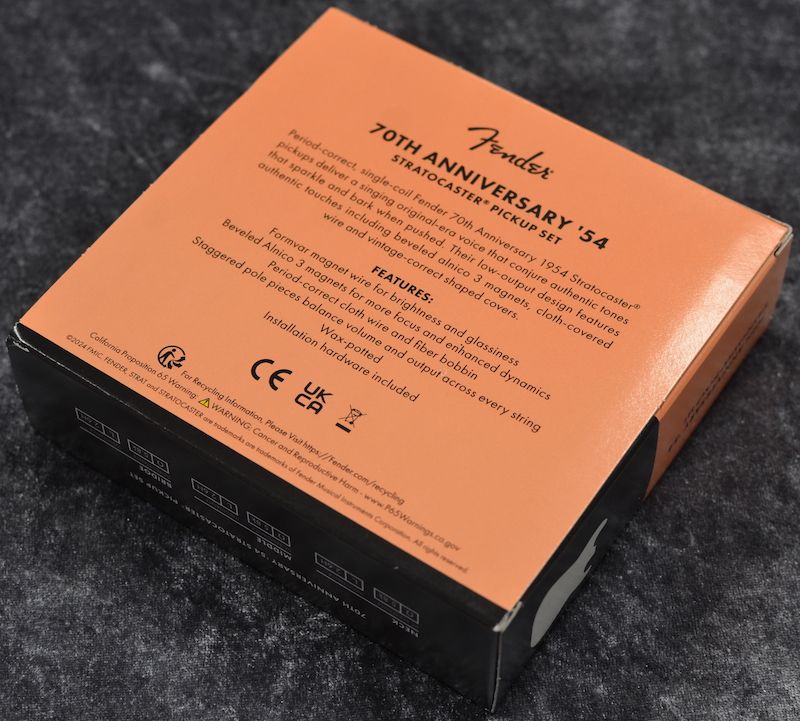 Fender
70TH ANNIVERSARY '54
STRATOCASTER® PICKUP SET
Period-correct, single-coil Fender 70th Anniversary 1954 Stratocaster®
pickups deliver a singing original-era voice that conjure authentic tones
that sparkle and bark when pushed. Their low-output design features
authentic touches including beveled alnico 3 magnets, cloth-covered
wire and vintage-correct shaped covers.
FEATURES:
Formvar magnet wire for brightness and glassiness
Beveled Alnico 3 magnets for more focus and enhanced dynamics
Period-correct cloth wire and fiber bobbin
Staggered pole pieces balance volume and output across every string
Wax-potted
Installation hardware included
CE UK CA
For Recycling Information, Please Visit https://Fender.com/recycling
California Proposition 65 Warning: ⚠ WARNING: Cancer and Reproductive Harm - www.P65Warnings.ca.gov
©2024 FMIC. FENDER, STRAT and STRATOCASTER are trademarks of Fender Musical Instruments Corporation. All rights reserved.
70TH ANNIVERSARY 54 STRATOCASTER PICKUP SET
NECK
MIDDLE
BRIDGE